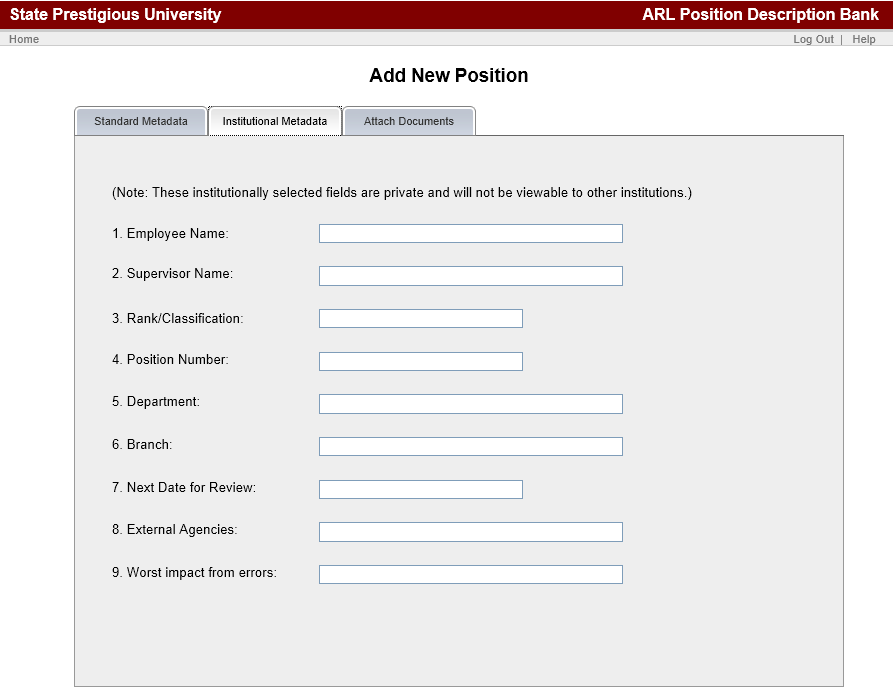 State Prestigious University ARL Position Description Bank
Home Log Out | Help
Add New Position
Standard Metadata Institutional Metadata Attach Documents
(Note: These institutionally selected fields are private and will not be viewable to other institutions.)
1. Employee Name:
2. Supervisor Name:
3. Rank/Classification:
4. Position Number:
5. Department:
6. Branch:
7. Next Date for Review:
8. External Agencies:
9. Worst impact from errors: